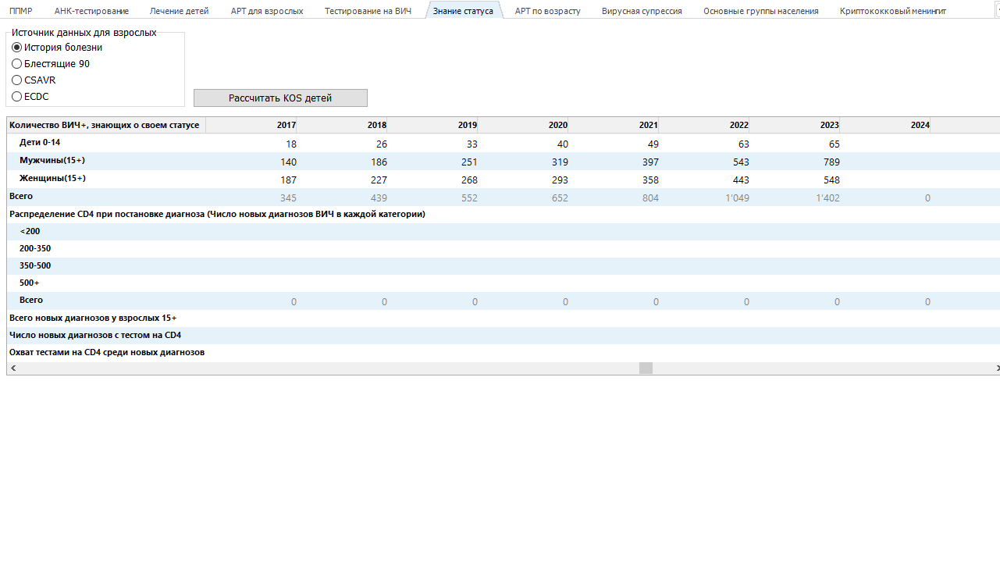 ППМР АНК-тестирование Лечение детей АРТ для взрослых Тестирование на ВИЧ Знание статуса АРТ по возрасту Вирусная супрессия Основные группы населения Криптококковый менингит
Источник данных для взрослых
История болезни
Блестящие 90
CSAVR
ECDC
Рассчитать KOS детей
Количество ВИЧ+, знающих о своем статусе 2017 2018 2019 2020 2021 2022 2023 2024
Дети 0-14 18 26 33 40 49 63 65
Мужчины(15+) 140 186 251 319 397 543 789
Женщины(15+) 187 227 268 293 358 443 548
Всего 345 439 552 652 804 1'049 1'402 0
Распределение CD4 при постановке диагноза (Число новых диагнозов ВИЧ в каждой категории)
<200
200-350
350-500
500+
Всего 0 0 0 0 0 0 0 0
Всего новых диагнозов у взрослых 15+
Число новых диагнозов с тестом на CD4
Охват тестами на CD4 среди новых диагнозов